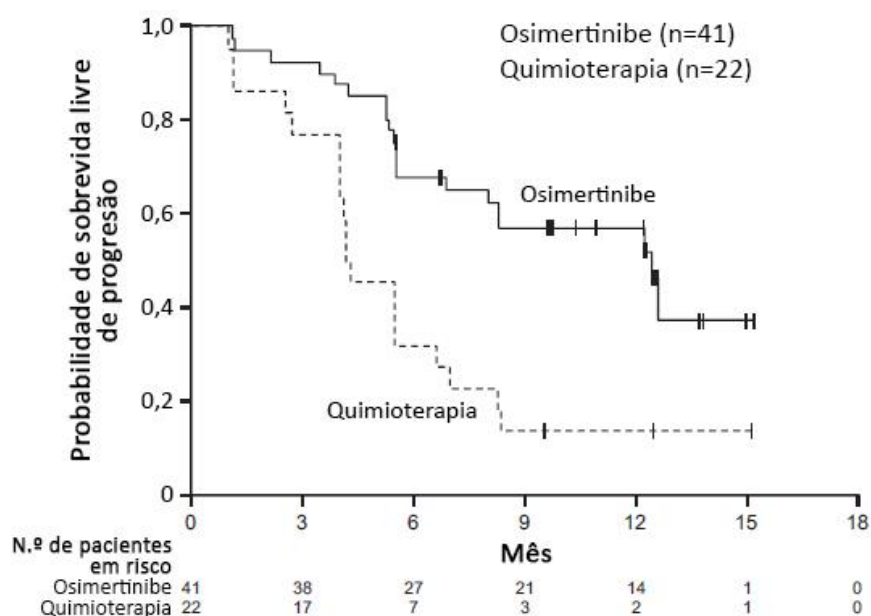 Osimertinibe (n=41)
Quimioterapia (n=22)
Probabilidade de sobrevida livre
de progresão
1,0
0,8
0,6
0,4
0,2
0
Osimertinibe
Quimioterapia
0 3 6 9 12 15 18
Mês
N.º de pacientes
em risco
Osimertinibe 41 38 27 21 14 1 0
Quimioterapia 22 17 7 3 2 1 0